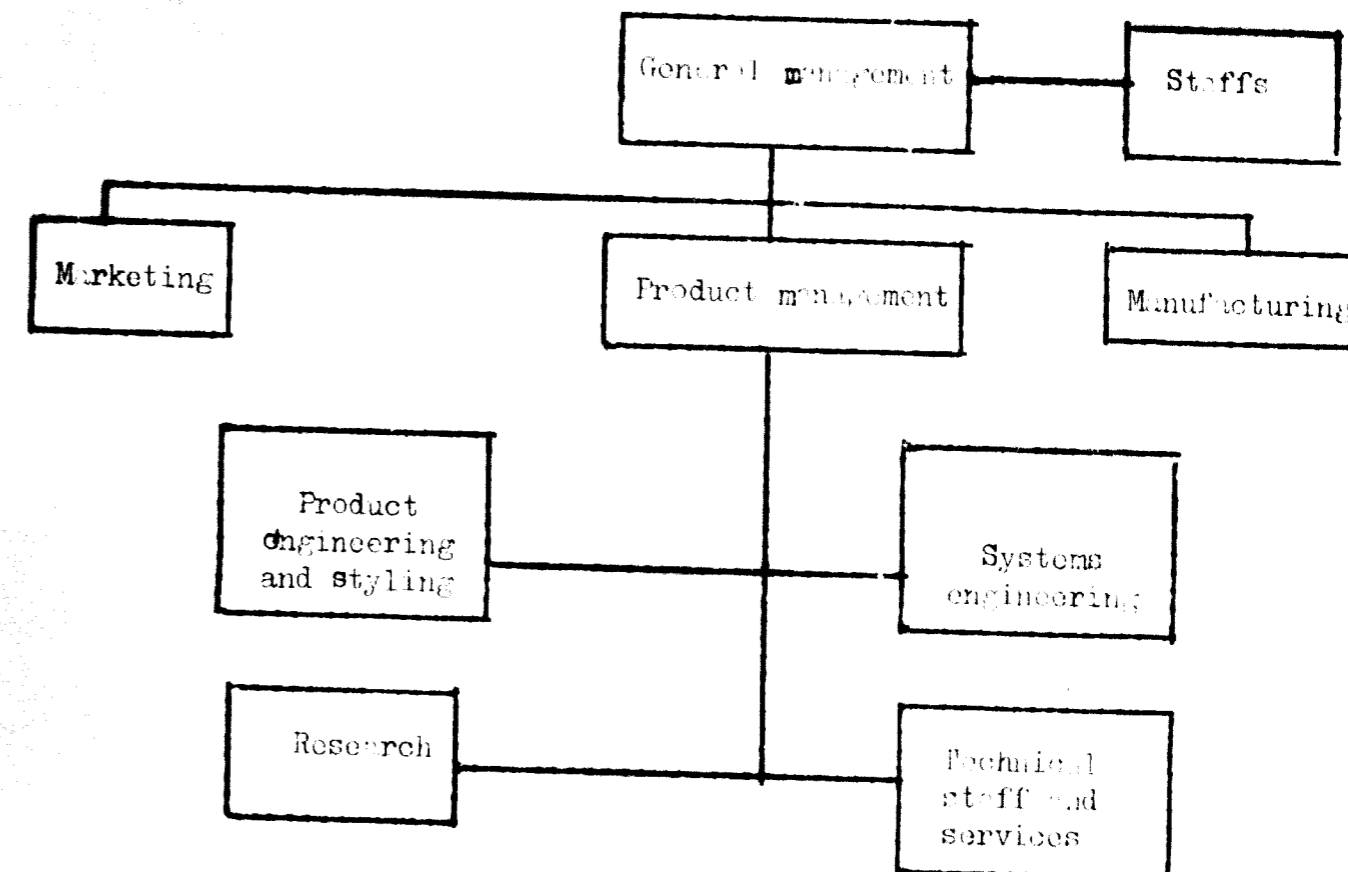 General management
Staffs
Marketing
Product management
Manufacturing
Product
engineering
and styling
Systems
engineering
Research
Technical
staff and
services